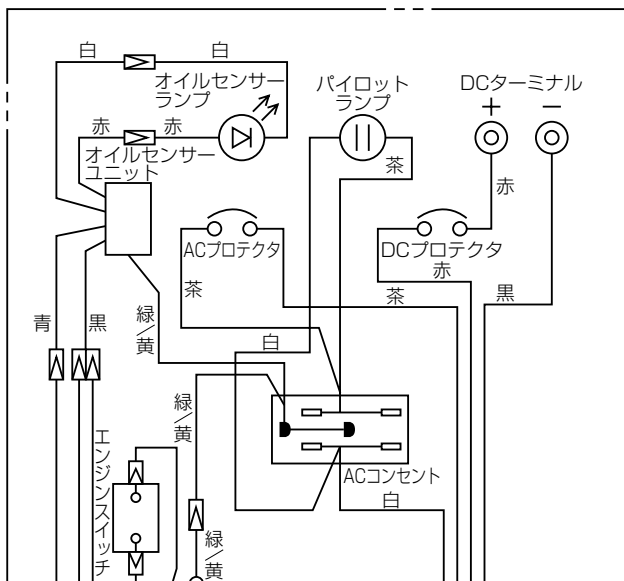 白
白
オイルセンサー
ランプ
パイロット
ランプ
DCターミナル
+
−
赤
赤
オイルセンサー
ユニット
茶
赤
ACプロテクタ
DCプロテクタ
赤
茶
茶
黒
青
黒
緑/黄
白
緑/黄
エンジンスイッチ
ACコンセント
白
緑/黄